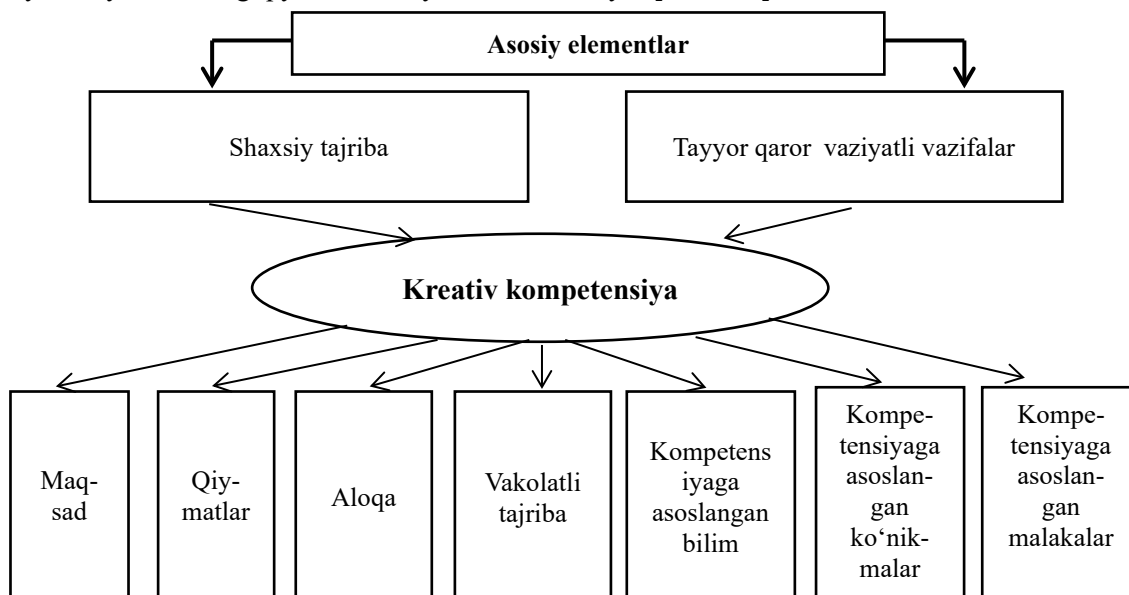 Asosiy elementlar
Shaxsiy tajriba
Tayyor qaror vaziyatli vazifalar
Kreativ kompetensiya
Maq-
sad
Qiy-
matlar
Aloqa
Vakolatli
tajriba
Kompetens
iyaga
asoslangan
bilim
Kompe-
tensiyaga
asoslan-
gan
ko‘nik-
malar
Kompe-
tensiyaga
asoslan-
gan
malakalar